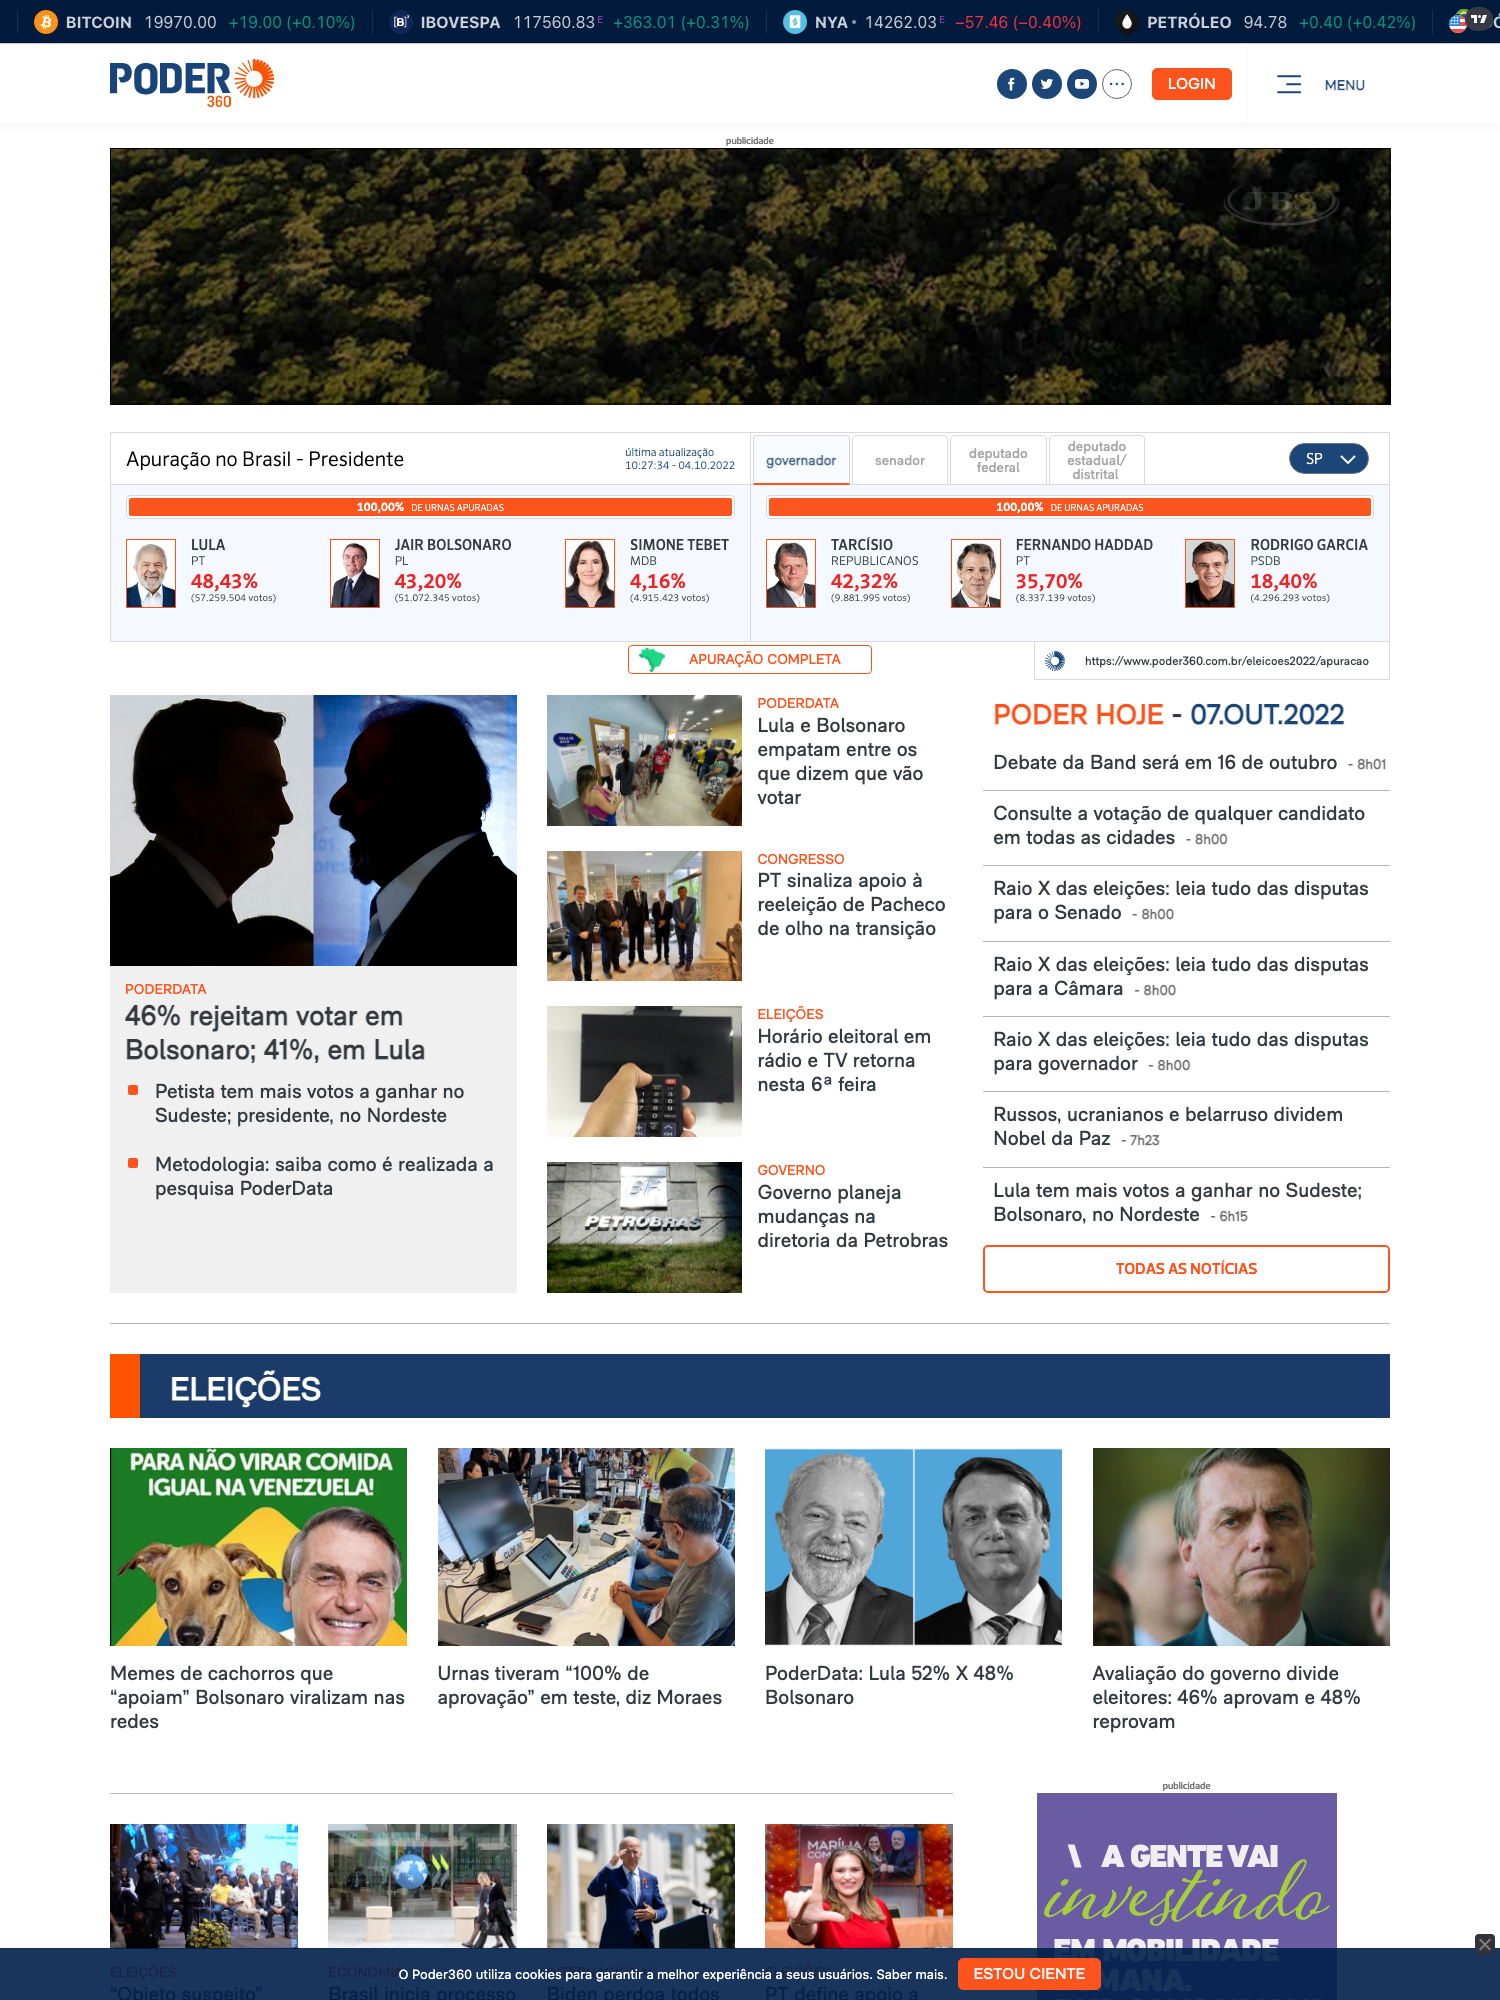 BITCOIN 19970.00 +19.00 (+0.10%) IBOVESPA 117560.83 E +363.01 (+0.31%) NYA 14262.03 E −57.46 (−0.40%) PETRÓLEO 94.78 +0.40 (+0.42%)
PODER
360
LOGIN
MENU
publicidade
JBS
Apuração no Brasil - Presidente
última atualização
10:27:34 - 04.10.2022
governador
senador
deputado
federal
deputado
estadual/
distrital
SP
100,00% DE URNAS APURADAS
100,00% DE URNAS APURADAS
LULA
PT
48,43%
(57.259.504 votos)
JAIR BOLSONARO
PL
43,20%
(51.072.345 votos)
SIMONE TEBET
MDB
4,16%
(4.915.423 votos)
TARCÍSIO
REPUBLICANOS
42,32%
(9.881.995 votos)
FERNANDO HADDAD
PT
35,70%
(8.337.139 votos)
RODRIGO GARCIA
PSDB
18,40%
(4.296.293 votos)
APURAÇÃO COMPLETA
https://www.poder360.com.br/eleicoes2022/apuracao
PODERDATA
46% rejeitam votar em
Bolsonaro; 41%, em Lula
Petista tem mais votos a ganhar no
Sudeste; presidente, no Nordeste
Metodologia: saiba como é realizada a
pesquisa PoderData
PODERDATA
Lula e Bolsonaro
empatam entre os
que dizem que vão
votar
CONGRESSO
PT sinaliza apoio à
reeleição de Pacheco
de olho na transição
ELEIÇÕES
Horário eleitoral em
rádio e TV retorna
nesta 6ª feira
BR
PETROBRAS
GOVERNO
Governo planeja
mudanças na
diretoria da Petrobras
PODER HOJE - 07.OUT.2022
Debate da Band será em 16 de outubro - 8h01
Consulte a votação de qualquer candidato
em todas as cidades - 8h00
Raio X das eleições: leia tudo das disputas
para o Senado - 8h00
Raio X das eleições: leia tudo das disputas
para a Câmara - 8h00
Raio X das eleições: leia tudo das disputas
para governador - 8h00
Russos, ucranianos e belarruso dividem
Nobel da Paz - 7h23
Lula tem mais votos a ganhar no Sudeste;
Bolsonaro, no Nordeste - 6h15
TODAS AS NOTÍCIAS
ELEIÇÕES
PARA NÃO VIRAR COMIDA
IGUAL NA VENEZUELA!
Memes de cachorros que
“apoiam” Bolsonaro viralizam nas
redes
Urnas tiveram “100% de
aprovação” em teste, diz Moraes
PoderData: Lula 52% X 48%
Bolsonaro
Avaliação do governo divide
eleitores: 46% aprovam e 48%
reprovam
publicidade
MARÍLIA
\ A GENTE VAI
investindo
EM MOBILIDADE
ELEIÇÕES
“Objeto suspeito”
Brasil inicia processo
Biden perdoa todos
PT define apoio a
O Poder360 utiliza cookies para garantir a melhor experiência a seus usuários. Saber mais.
ESTOU CIENTE